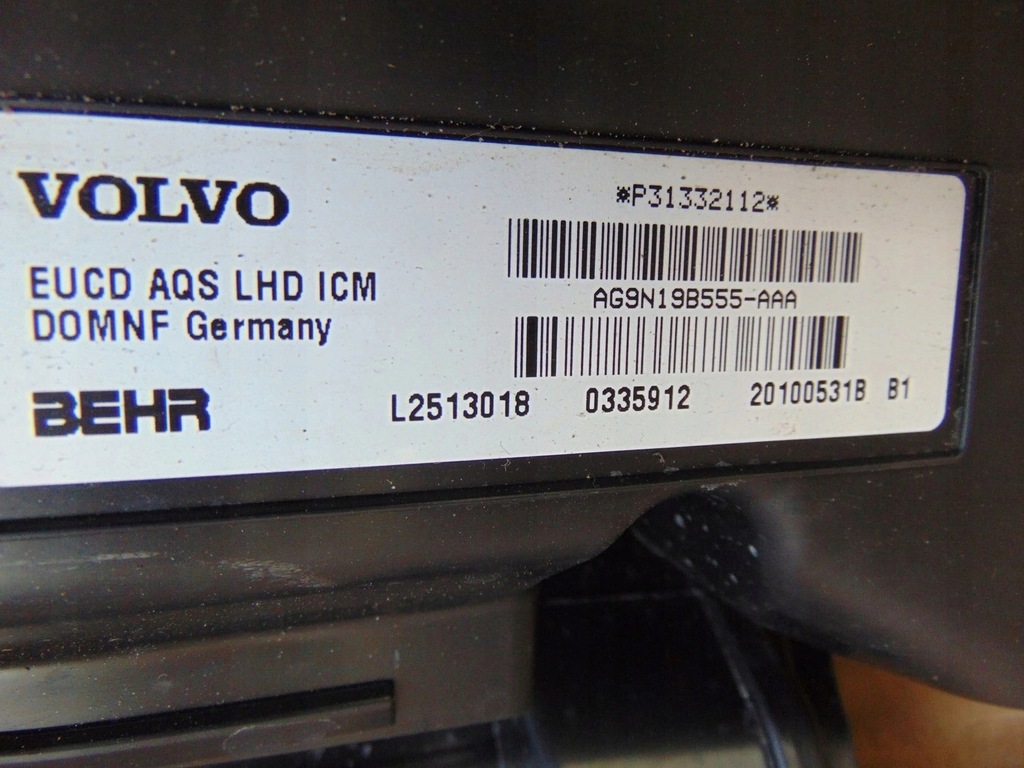 VOLVO
EUCD AQS LHD ICM
DOMNF Germany
BEHR
*P31332112*
AG9N19B555-AAA
L2513018 0335912 20100531B B1